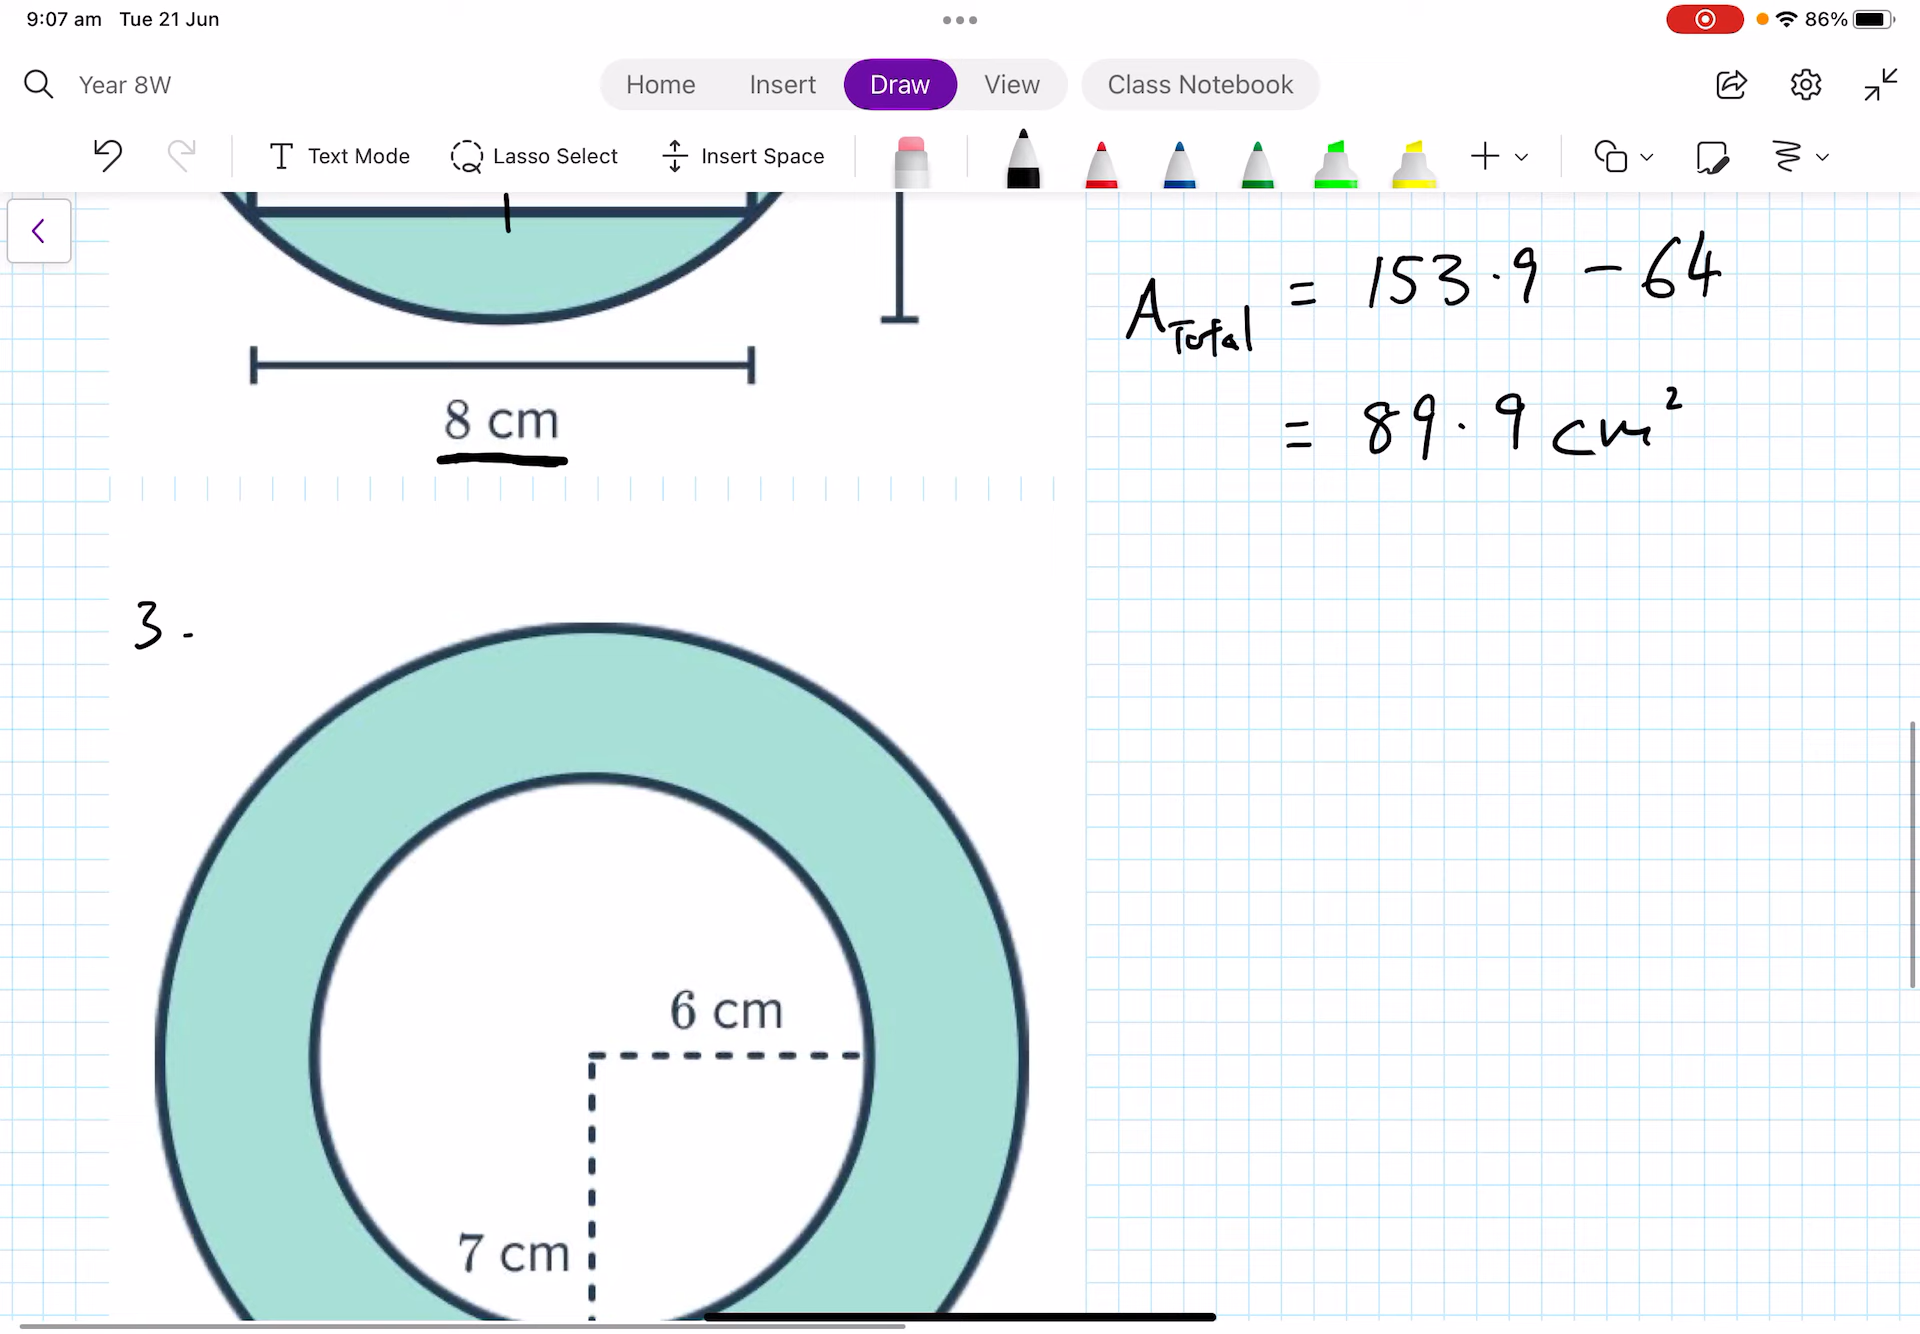 9:07 am Tue 21 Jun
86%
Year 8W
Home Insert Draw View Class Notebook
Text Mode Lasso Select Insert Space
A Total = 153.9 - 64
= 89.9 cm²
8 cm
3.
6 cm
7 cm